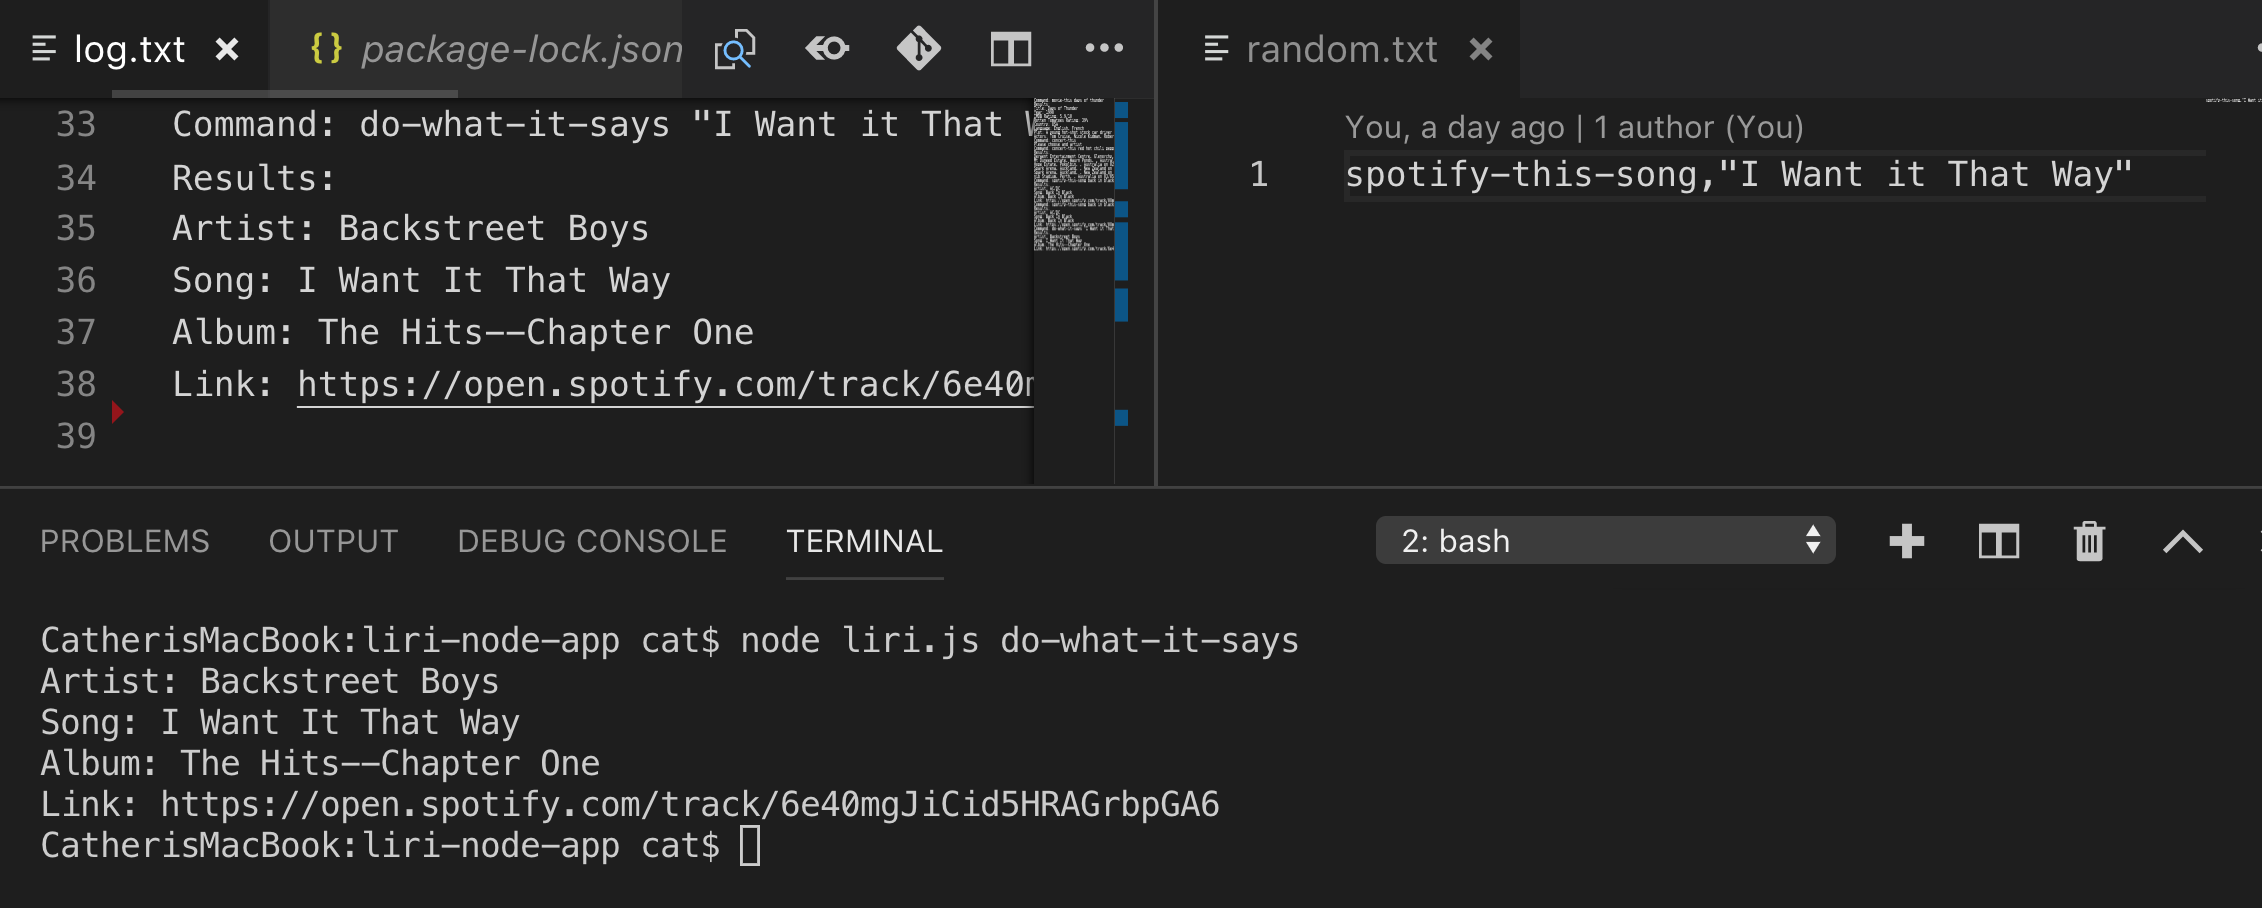 log.txt
{} package-lock.json
random.txt
33 Command: do-what-it-says "I Want it That
34 Results:
35 Artist: Backstreet Boys
36 Song: I Want It That Way
37 Album: The Hits--Chapter One
38 Link: https://open.spotify.com/track/6e40
39
You, a day ago | 1 author (You)
1 spotify-this-song,"I Want it That Way"
PROBLEMS OUTPUT DEBUG CONSOLE TERMINAL 2: bash
CatherisMacBook:liri-node-app cat$ node liri.js do-what-it-says
Artist: Backstreet Boys
Song: I Want It That Way
Album: The Hits--Chapter One
Link: https://open.spotify.com/track/6e40mgJiCid5HRAGrbpGA6
CatherisMacBook:liri-node-app cat$